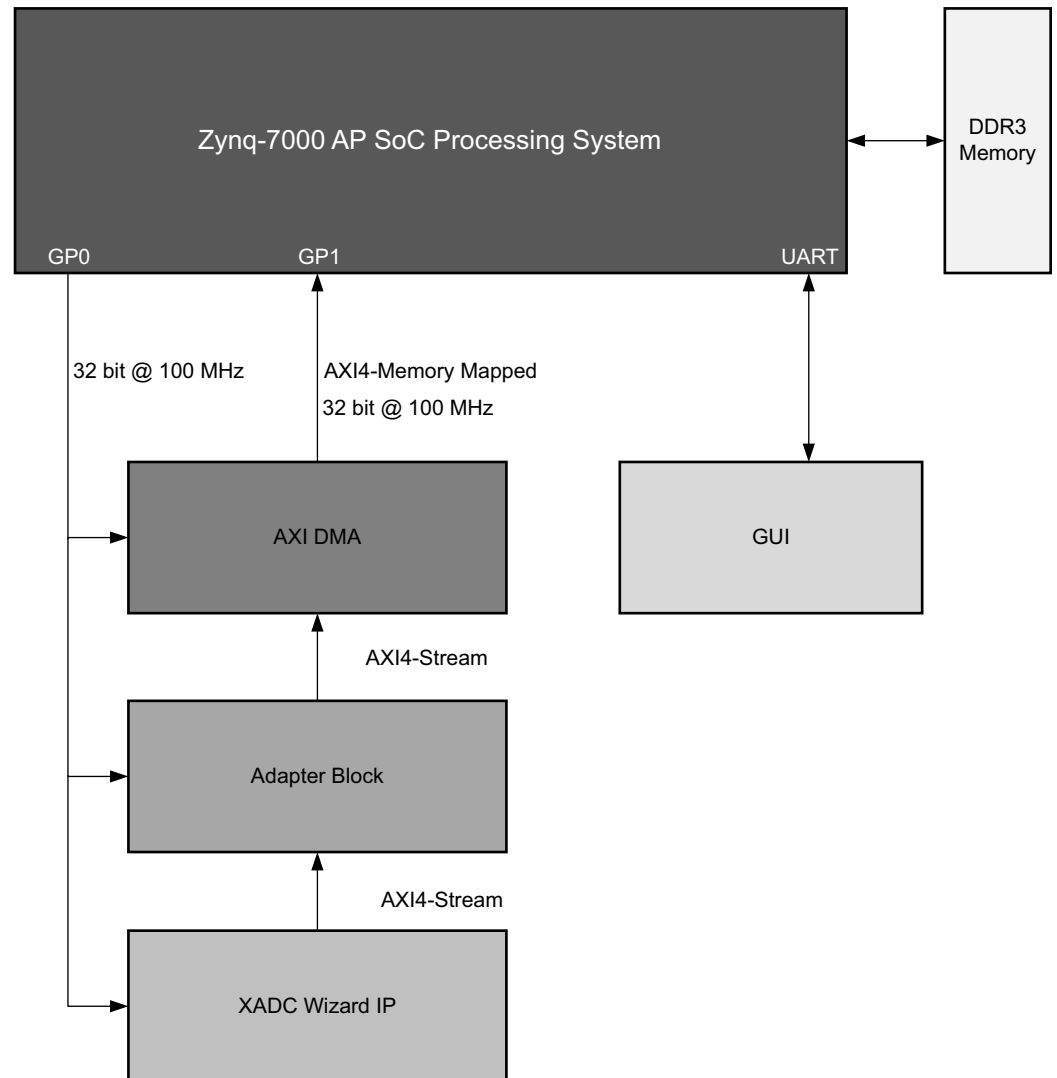 Zynq-7000 AP SoC Processing System
DDR3
Memory
GP0
GP1
UART
32 bit @ 100 MHz
AXI4-Memory Mapped
32 bit @ 100 MHz
AXI DMA
GUI
AXI4-Stream
Adapter Block
AXI4-Stream
XADC Wizard IP